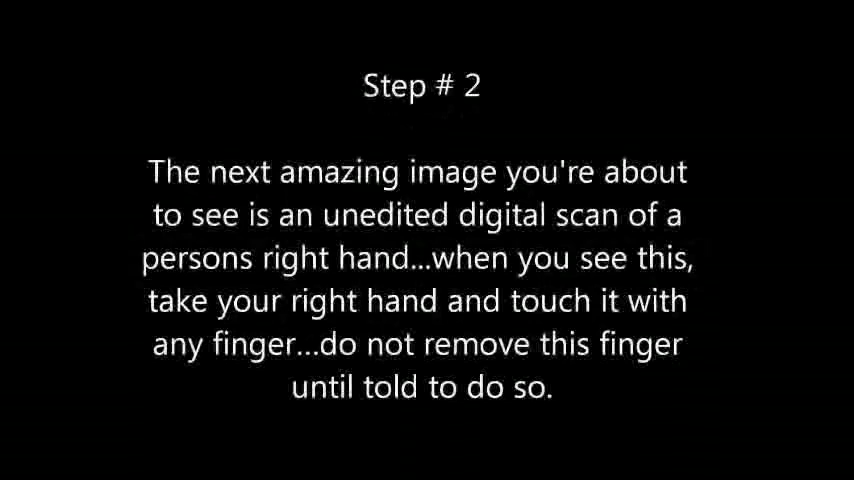 Step # 2
The next amazing image you're about
to see is an unedited digital scan of a
persons right hand...when you see this,
take your right hand and touch it with
any finger...do not remove this finger
until told to do so.